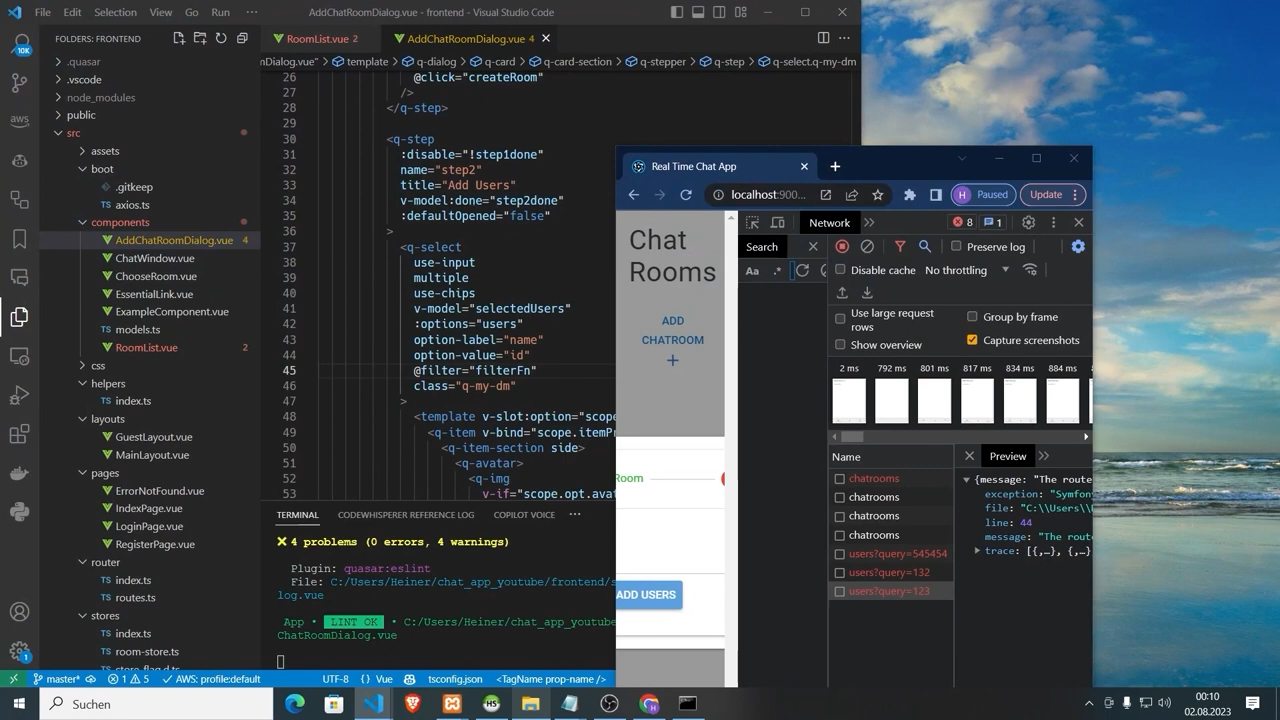 File Edit Selection View Go Run ··· AddChatRoomDialog.vue - frontend - Visual Studio Code
FOLDERS: FRONTEND
RoomList.vue 2 AddChatRoomDialog.vue 4
mDialog.vue" template q-dialog q-card q-card-section q-stepper q-step q-select.q-my-dm
10K
.quasar
.vscode
node_modules
public
src
assets
boot
.gitkeep
axios.ts
components
AddChatRoomDialog.vue 4
ChatWindow.vue
ChooseRoom.vue
EssentialLink.vue
ExampleComponent.vue
models.ts
RoomList.vue 2
css
helpers
index.ts
layouts
GuestLayout.vue
MainLayout.vue
pages
ErrorNotFound.vue
IndexPage.vue
LoginPage.vue
RegisterPage.vue
router
index.ts
routes.ts
stores
index.ts
room-store.ts
store-flag.d.ts
aws
1
26 @click="createRoom"
27 />
28 </q-step>
29
30 <q-step
31 :disable="!step1done"
32 name="step2"
33 title="Add Users"
34 v-model:done="step2done"
35 :defaultOpened="false"
36 >
37 <q-select
38 use-input
39 multiple
40 use-chips
41 v-model="selectedUsers"
42 :options="users"
43 option-label="name"
44 option-value="id"
45 @filter="filterFn"
46 class="q-my-dm"
47 >
48 <template v-slot:option="scope
49 <q-item v-bind="scope.itemPr
50 <q-item-section side>
51 <q-avatar>
52 <q-img
53 v-if="scope.opt.avat
TERMINAL CODEWHISPERER REFERENCE LOG COPILOT VOICE ···
✖ 4 problems (0 errors, 4 warnings)
Plugin: quasar:eslint
File: C:/Users/Heiner/chat_app_youtube/frontend/s
log.vue
App • LINT OK • C:/Users/Heiner/chat_app_youtube
ChatRoomDialog.vue
master* 1 5 AWS: profile:default UTF-8 {} Vue tsconfig.json <TagName prop-name />
Real Time Chat App
localhost:900... H Paused Update
Chat
Rooms
ADD
CHATROOM
+
Room
ADD USERS
Network 8 1
Search
Aa .*
Preserve log
Disable cache No throttling
Use large request
rows
Group by frame
Show overview Capture screenshots
2 ms 792 ms 801 ms 817 ms 834 ms 884 ms
Name
chatrooms
chatrooms
chatrooms
chatrooms
users?query=545454
users?query=132
users?query=123
Preview
{message: "The route
exception: "Symfon
file: "C:\\Users\\
line: 44
message: "The rout
trace: [{,…}, {,…}
Suchen
HS
H
00:10
02.08.2023